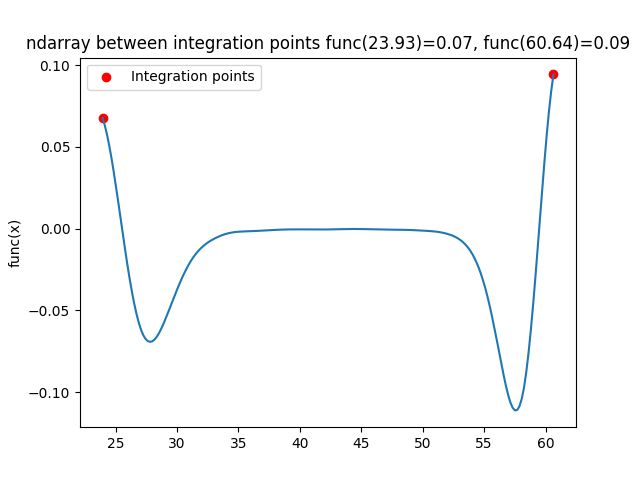 ndarray between integration points func(23.93)=0.07, func(60.64)=0.09
Integration points
func(x)
0.10
0.05
0.00
−0.05
−0.10
25 30 35 40 45 50 55 60